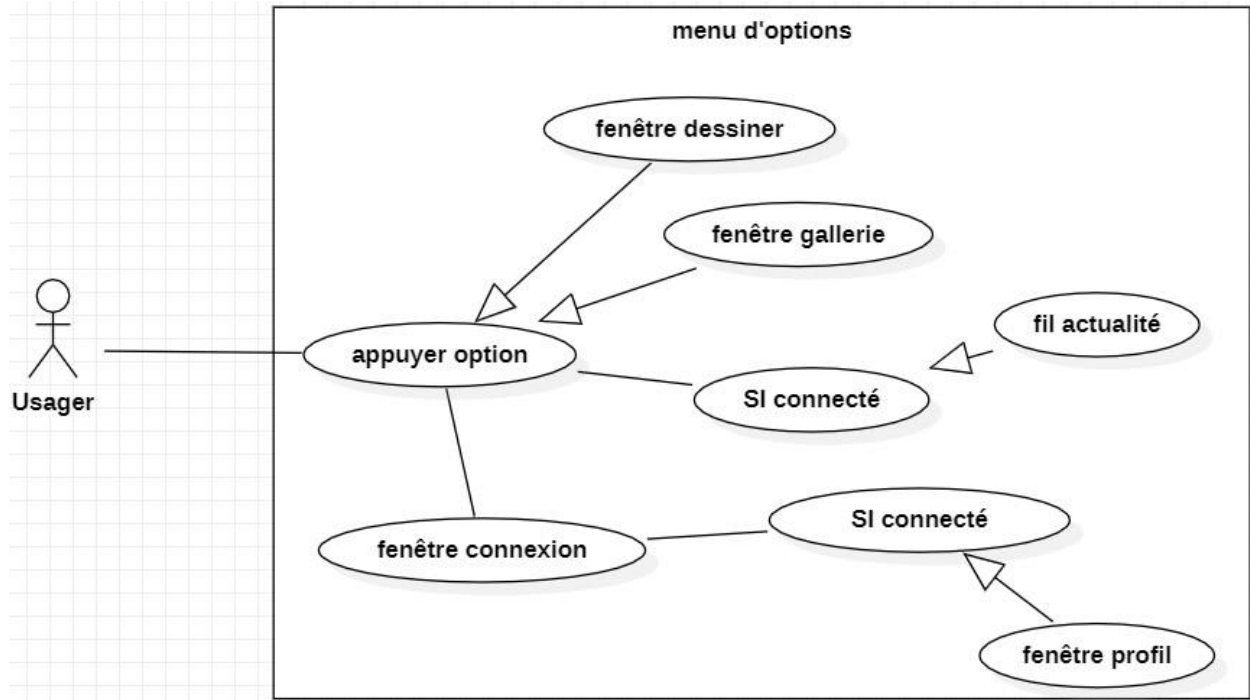 menu d'options
fenêtre dessiner
fenêtre gallerie
fil actualité
appuyer option
SI connecté
Usager
SI connecté
fenêtre connexion
fenêtre profil